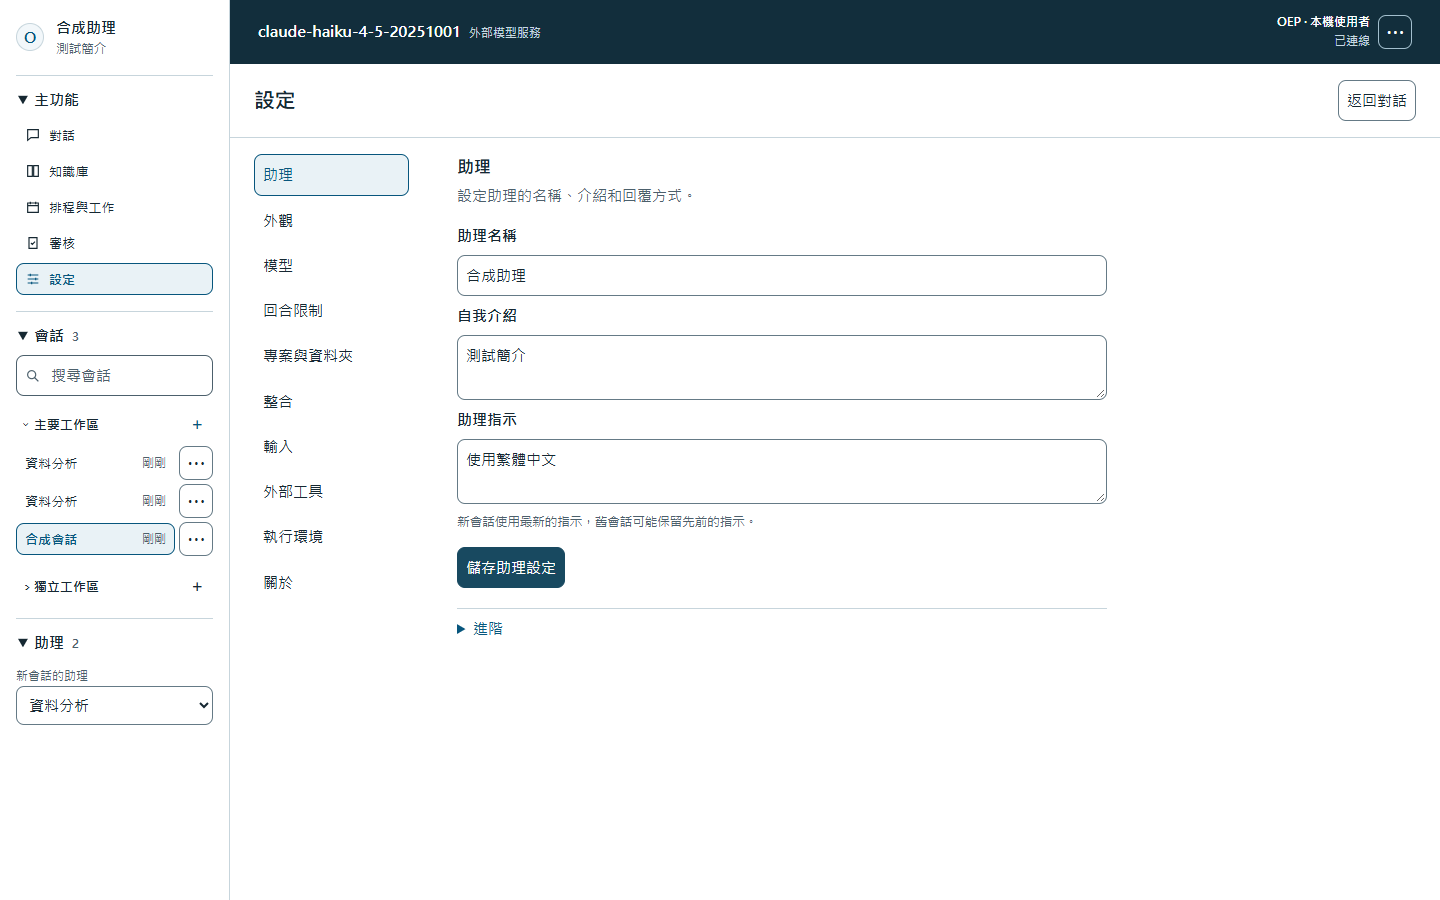 O
合成助理
測試簡介
主功能
對話
知識庫
排程與工作
審核
設定
會話 3
搜尋會話
主要工作區 +
資料分析 剛剛 ...
資料分析 剛剛 ...
合成會話 剛剛 ...
獨立工作區 +
助理 2
新會話的助理
資料分析
claude-haiku-4-5-20251001 外部模型服務
OEP · 本機使用者
已連線
...
設定
返回對話
助理
外觀
模型
回合限制
專案與資料夾
整合
輸入
外部工具
執行環境
關於
助理
設定助理的名稱、介紹和回覆方式。
助理名稱
合成助理
自我介紹
測試簡介
助理指示
使用繁體中文
新會話使用最新的指示，舊會話可能保留先前的指示。
儲存助理設定
進階